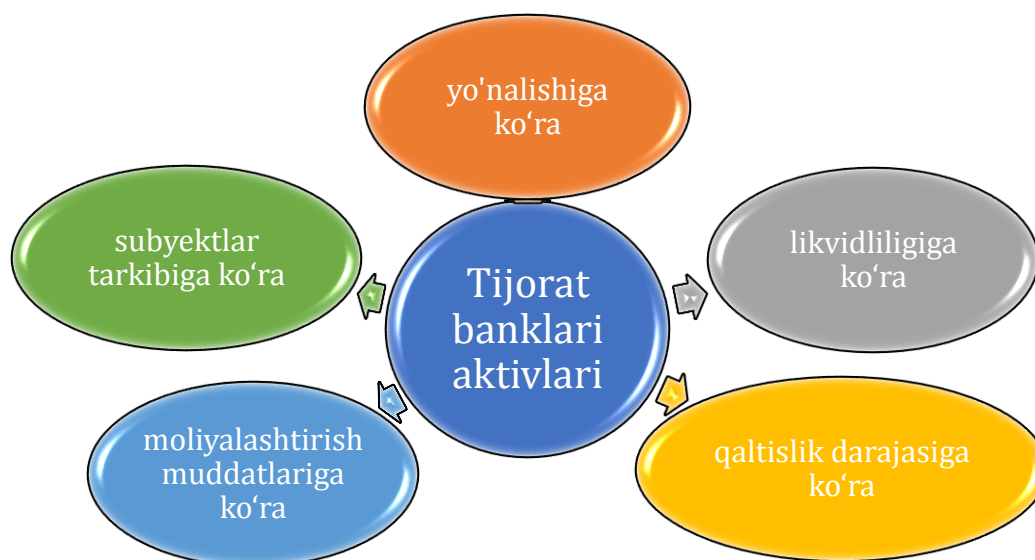 yo'nalishiga
ko‘ra
subyektlar
tarkibiga ko‘ra
likvidliligiga
ko‘ra
Tijorat
banklari
aktivlari
moliyalashtirish
muddatlariga
ko‘ra
qaltislik darajasiga
ko‘ra